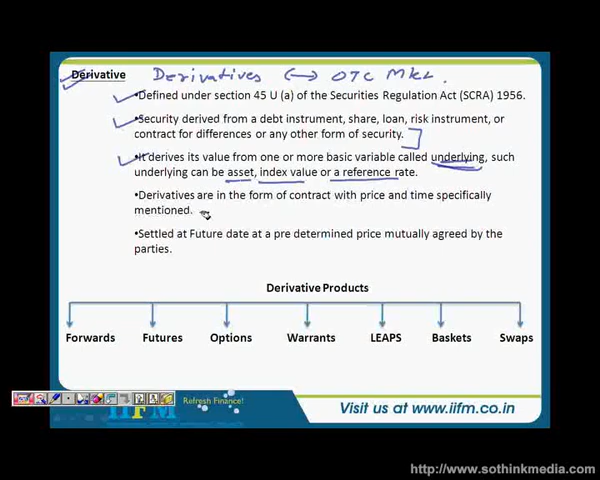 Derivative Derivatives ⟷ OTC Mkt.
•Defined under section 45 U (a) of the Securities Regulation Act (SCRA) 1956.
•Security derived from a debt instrument, share, loan, risk instrument, or
contract for differences or any other form of security.
•It derives its value from one or more basic variable called underlying, such
underlying can be asset, index value or a reference rate.
•Derivatives are in the form of contract with price and time specifically
mentioned.
•Settled at Future date at a pre determined price mutually agreed by the
parties.
Derivative Products
Forwards Futures Options Warrants LEAPS Baskets Swaps
Refresh Finance!
IIFM
Visit us at www.iifm.co.in
http://www.sothinkmedia.com